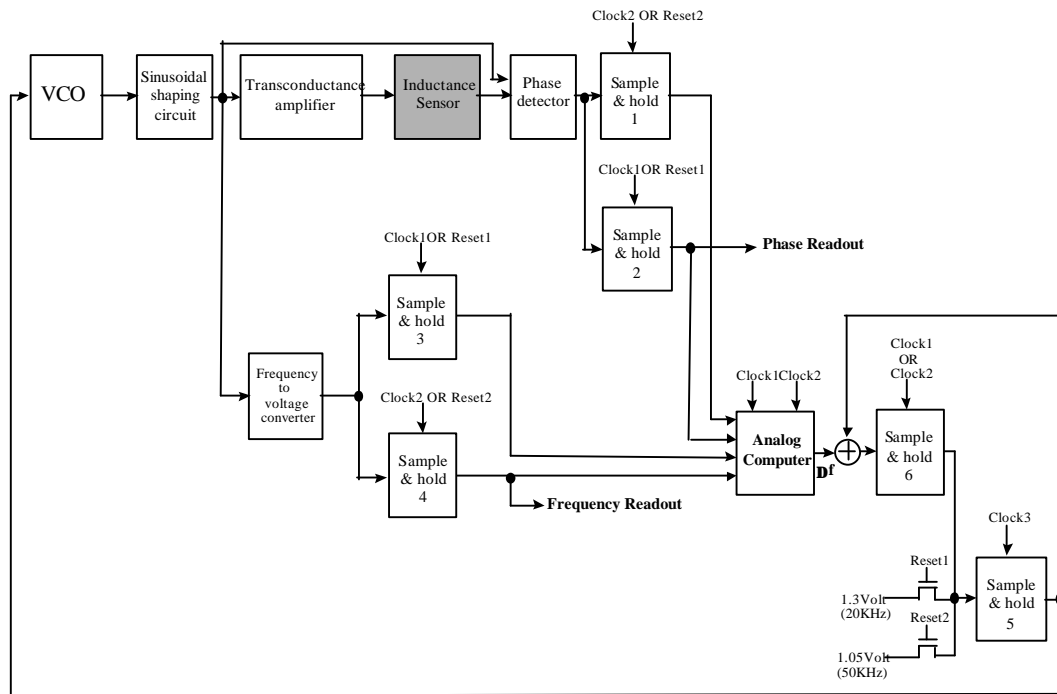 Clock2 OR Reset2
VCO
Sinusoidal
shaping
circuit
Transconductance
amplifier
Inductance
Sensor
Phase
detector
Sample
& hold
1
Clock1OR Reset1
Sample
& hold
2
Phase Readout
Clock1OR Reset1
Sample
& hold
3
Frequency
to
voltage
converter
Clock2 OR Reset2
Sample
& hold
4
Frequency Readout
Clock1Clock2
Analog
Computer
Df
Clock1
OR
Clock2
Sample
& hold
6
Clock3
Sample
& hold
5
Reset1
1.3Volt
(20KHz)
Reset2
1.05Volt
(50KHz)